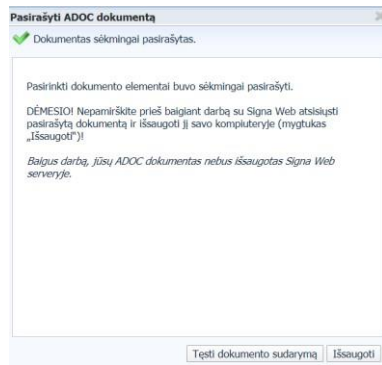 Pasirašyti ADOC dokumentą
Dokumentas sėkmingai pasirašytas.
Pasirinkti dokumento elementai buvo sėkmingai pasirašyti.
DĖMESIO! Nepamirškite prieš baigiant darbą su Signa Web atsisiųsti
pasirašytą dokumentą ir išsaugoti jį savo kompiuteryje (mygtukas
„Išsaugoti“)!
Baigus darbą, jūsų ADOC dokumentas nebus išsaugotas Signa Web
serveryje.
Tęsti dokumento sudarymą
Išsaugoti